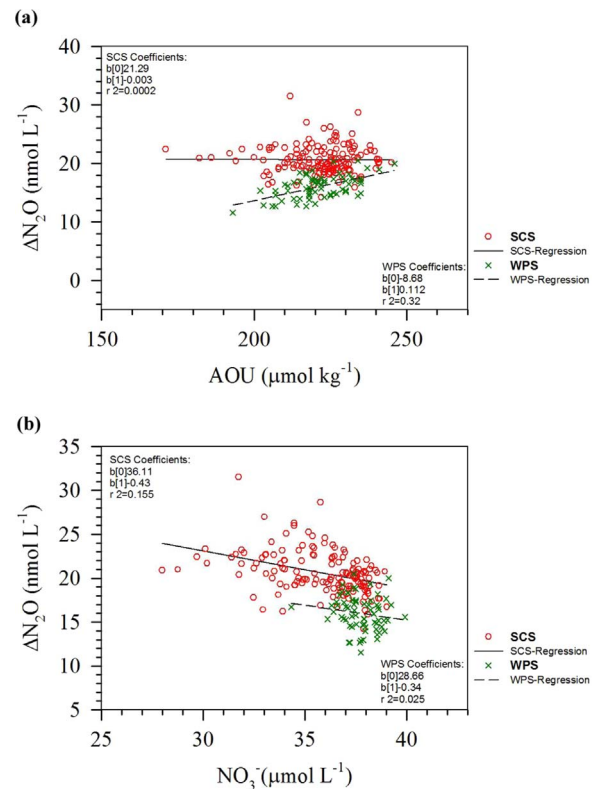 (a)
SCS Coefficients:
b[0]21.29
b[1]-0.003
r 2=0.0002
40
30
20
10
0
ΔN₂O (nmol L⁻¹)
WPS Coefficients:
b[0]-8.68
b[1]0.112
r 2=0.32
SCS
SCS-Regression
WPS
WPS-Regression
150 200 250
AOU (μmol kg⁻¹)
(b)
SCS Coefficients:
b[0]36.11
b[1]-0.43
r 2=0.155
35
30
25
20
15
10
5
ΔN₂O (nmol L⁻¹)
WPS Coefficients:
b[0]28.66
b[1]-0.34
r 2=0.025
SCS
SCS-Regression
WPS
WPS-Regression
25 30 35 40
NO₃⁻(μmol L⁻¹)